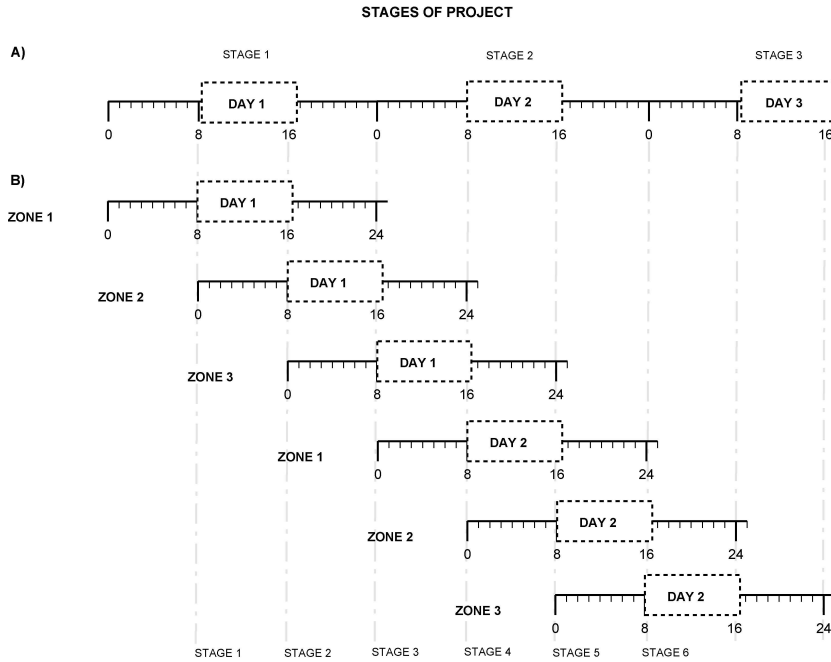 STAGES OF PROJECT
A)
STAGE 1 STAGE 2 STAGE 3
DAY 1 DAY 2 DAY 3
0 8 16 0 8 16 0 8 16
B)
DAY 1
ZONE 1
0 8 16 24
DAY 1
ZONE 2
0 8 16 24
DAY 1
ZONE 3
0 8 16 24
DAY 2
ZONE 1
0 8 16 24
DAY 2
ZONE 2
0 8 16 24
DAY 2
ZONE 3
0 8 16 24
STAGE 1 STAGE 2 STAGE 3 STAGE 4 STAGE 5 STAGE 6